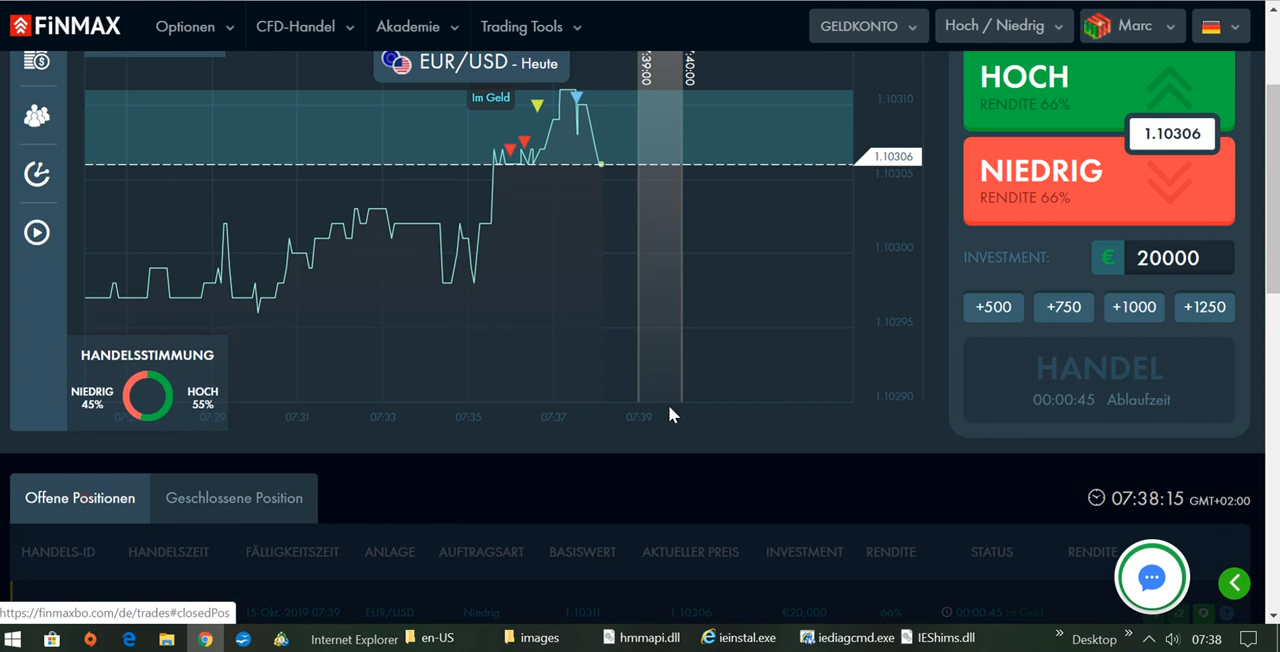 FiNMAX
Optionen
CFD-Handel
Akademie
Trading Tools
GELDKONTO
Hoch / Niedrig
Marc
EUR/USD - Heute
Im Geld
1.10310
1.10306
1.10305
1.10300
1.10295
1.10290
HANDELSSTIMMUNG
NIEDRIG
45%
HOCH
55%
07:29
07:31
07:33
07:35
07:37
07:39
HOCH
RENDITE 66%
1.10306
NIEDRIG
RENDITE 66%
INVESTMENT:
€ 20000
+500
+750
+1000
+1250
HANDEL
00:00:45 Ablaufzeit
Offene Positionen
Geschlossene Position
07:38:15 GMT+02:00
HANDELS-ID
HANDELSZEIT
FÄLLIGKEITSZEIT
ANLAGE
AUFTRAGSART
BASISWERT
AKTUELLER PREIS
INVESTMENT
RENDITE
STATUS
RENDITE
https://finmaxbo.com/de/trades#closedPos
15-Okt-2019 07:39
EUR/USD
Niedrig
1.10311
1.10306
€20,000
66%
00:00:45 im Geld
Internet Explorer
en-US
images
hmmapi.dll
ieinstal.exe
iediagcmd.exe
IEShims.dll
Desktop
07:38